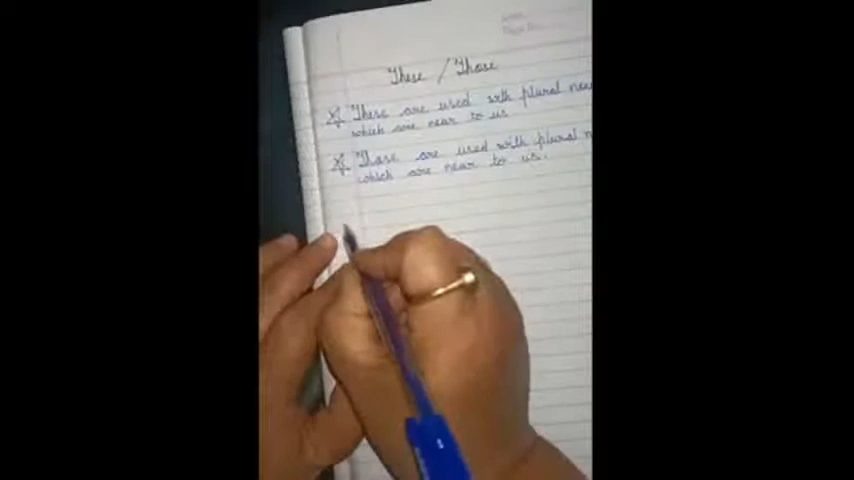 These / Those
These are used with plural
which are near to us
Those are used with plural
which are near to us.